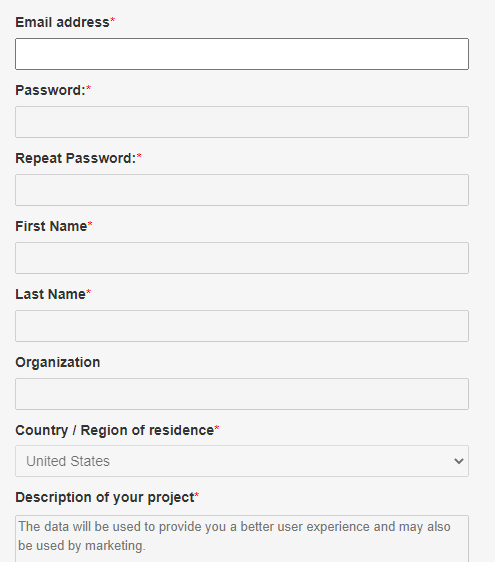 Email address*
Password:*
Repeat Password:*
First Name*
Last Name*
Organization
Country / Region of residence*
United States
Description of your project*
The data will be used to provide you a better user experience and may also
be used by marketing.